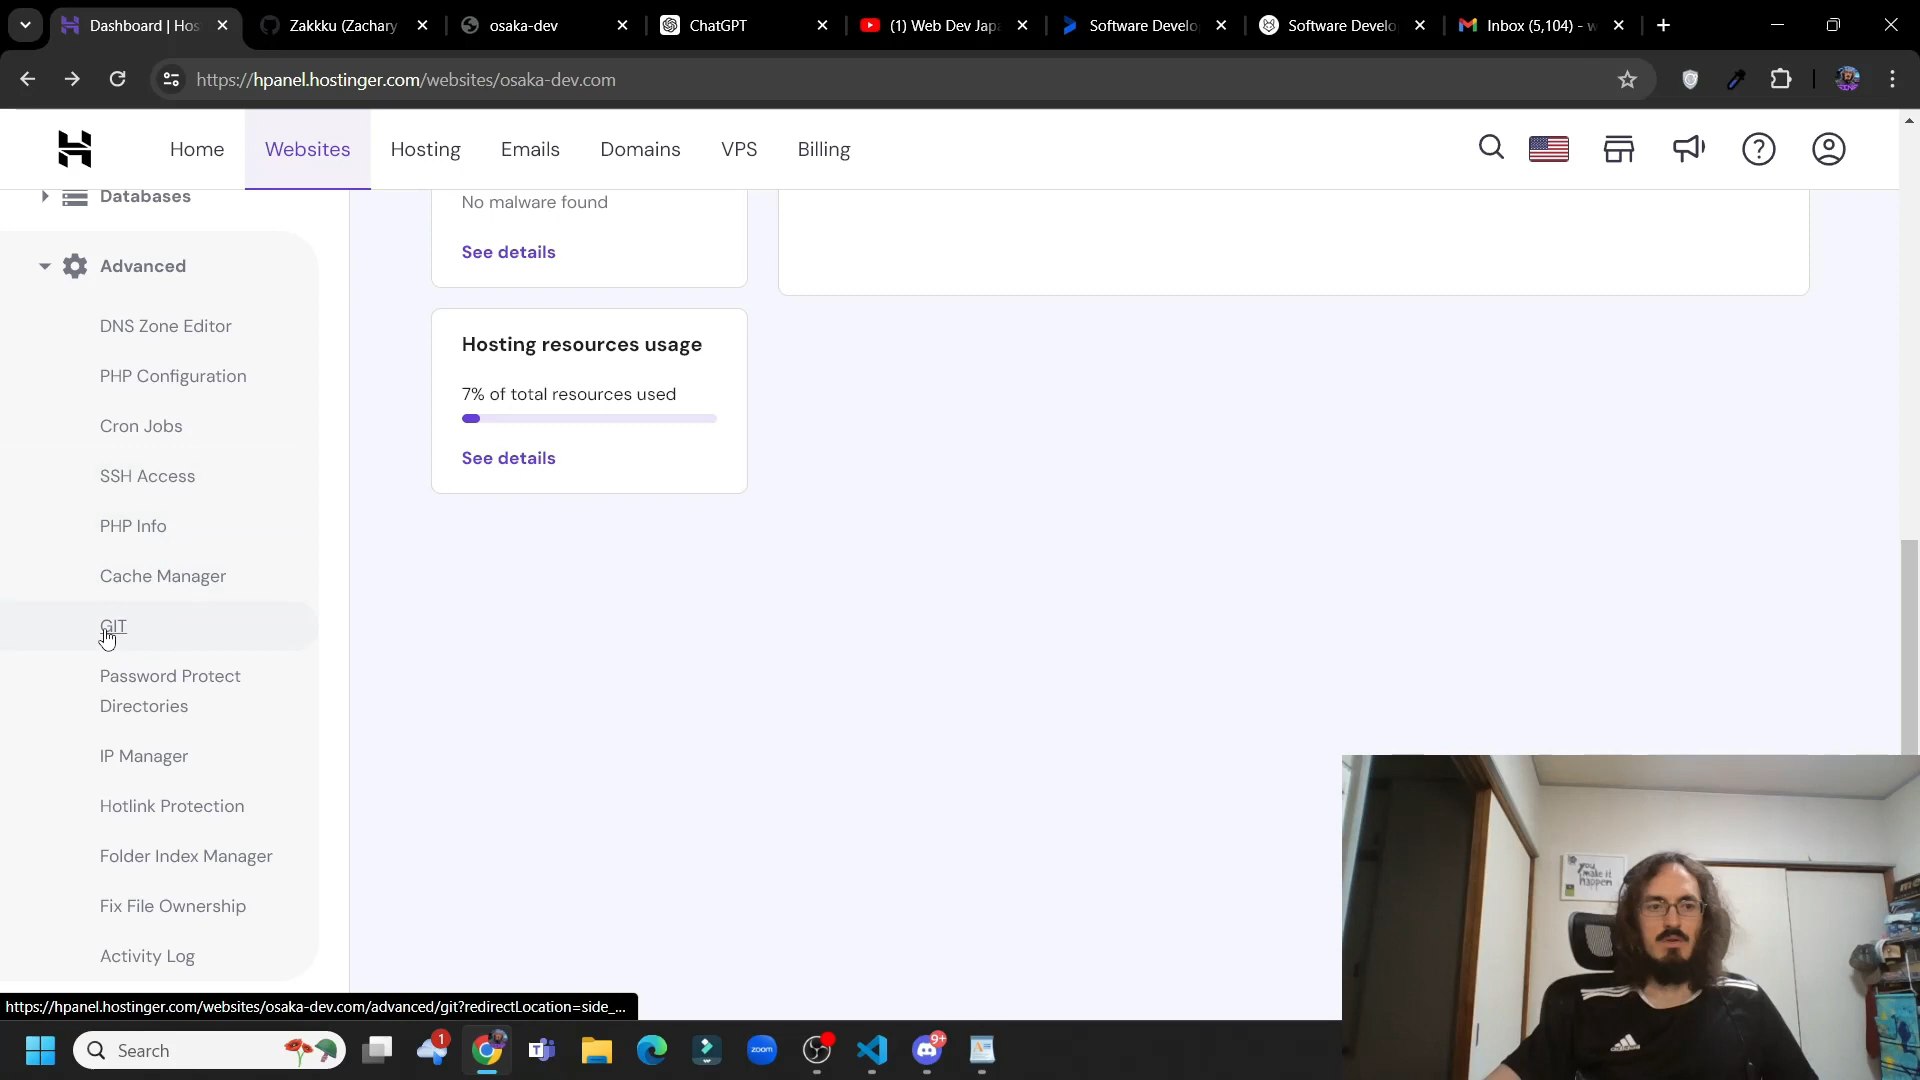 Dashboard | Hos
Zakkku (Zachary
osaka-dev
ChatGPT
(1) Web Dev Japa
Software Develo
Software Develo
Inbox (5,104) - w
https://hpanel.hostinger.com/websites/osaka-dev.com
Home
Websites
Hosting
Emails
Domains
VPS
Billing
Databases
Advanced
DNS Zone Editor
PHP Configuration
Cron Jobs
SSH Access
PHP Info
Cache Manager
GIT
Password Protect
Directories
IP Manager
Hotlink Protection
Folder Index Manager
Fix File Ownership
Activity Log
No malware found
See details
Hosting resources usage
7% of total resources used
See details
you
make it
happen
https://hpanel.hostinger.com/websites/osaka-dev.com/advanced/git?redirectLocation=side_...
Search
1
zoom
9+